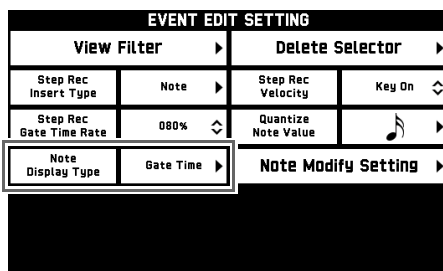 EVENT EDIT SETTING
View Filter
Delete Selector
Step Rec
Insert Type
Note
Step Rec
Velocity
Key On
Step Rec
Gate Time Rate
080%
Quantize
Note Value
Note
Display Type
Gate Time
Note Modify Setting